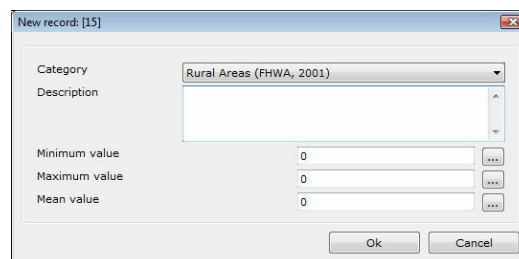 New record: [15]
Category
Rural Areas (FHWA, 2001)
Description
Minimum value
0
...
Maximum value
0
...
Mean value
0
...
Ok
Cancel